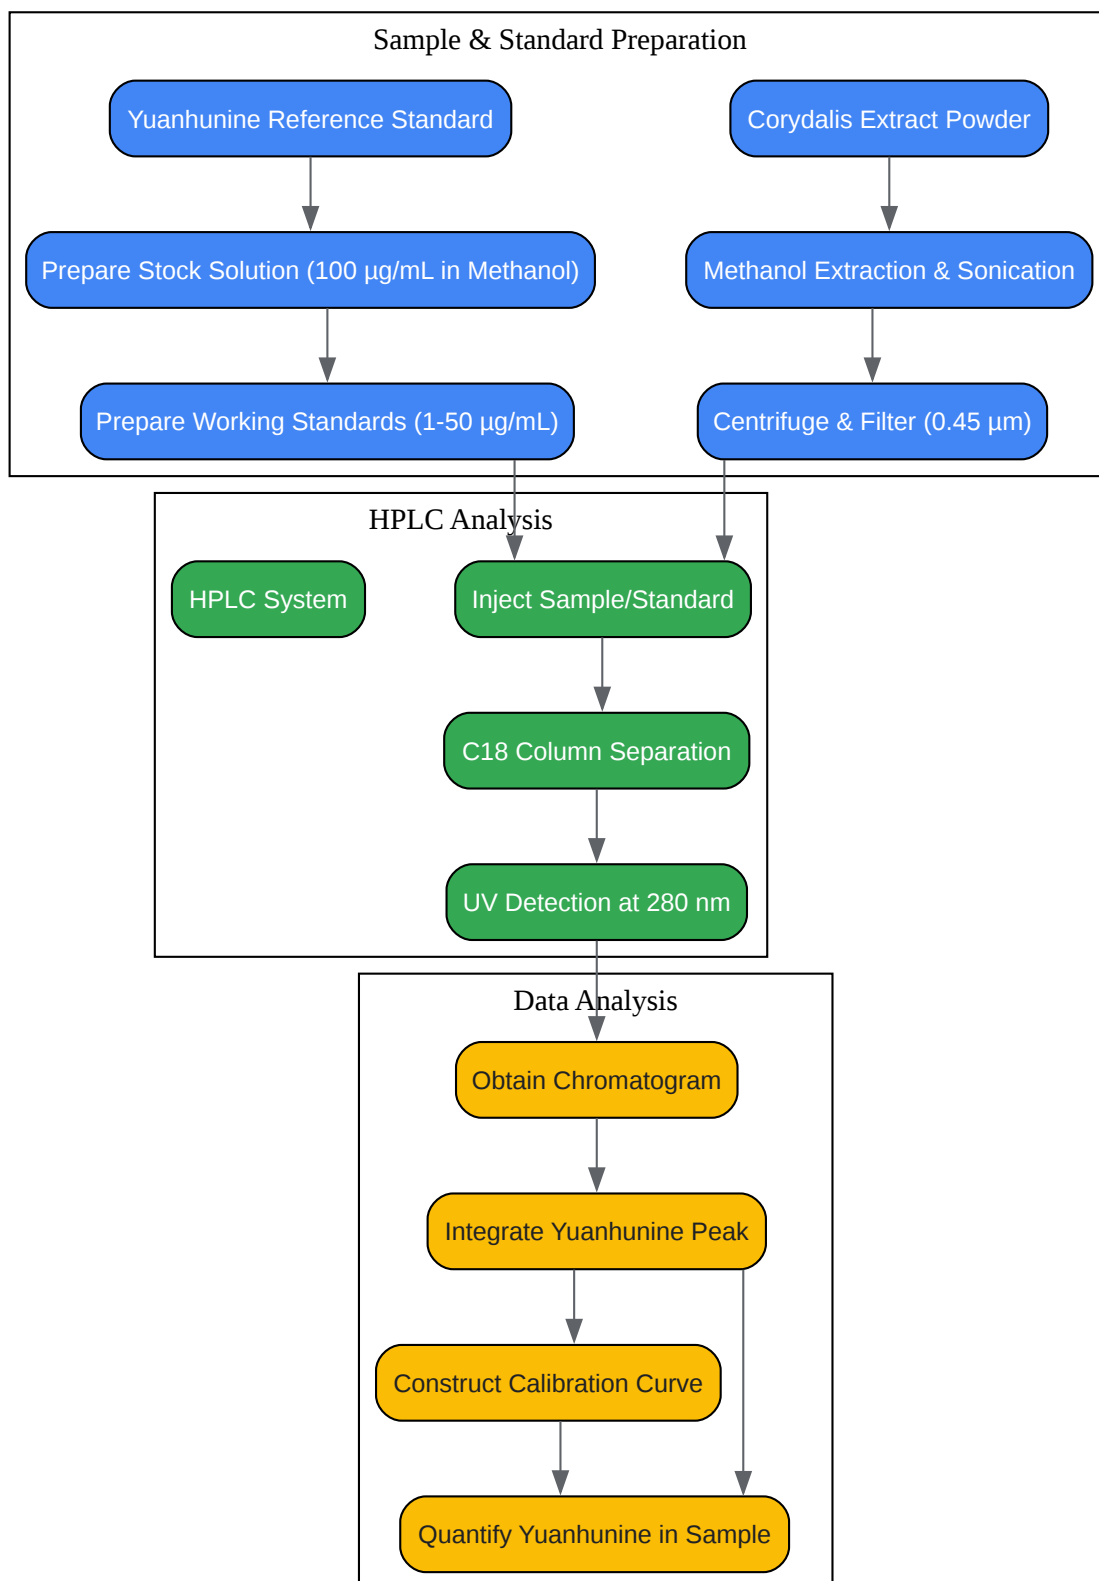 Sample & Standard Preparation
Yuanhunine Reference Standard
Corydalis Extract Powder
Prepare Stock Solution (100 µg/mL in Methanol)
Methanol Extraction & Sonication
Prepare Working Standards (1-50 µg/mL)
Centrifuge & Filter (0.45 µm)
HPLC Analysis
HPLC System
Inject Sample/Standard
C18 Column Separation
UV Detection at 280 nm
Data Analysis
Obtain Chromatogram
Integrate Yuanhunine Peak
Construct Calibration Curve
Quantify Yuanhunine in Sample